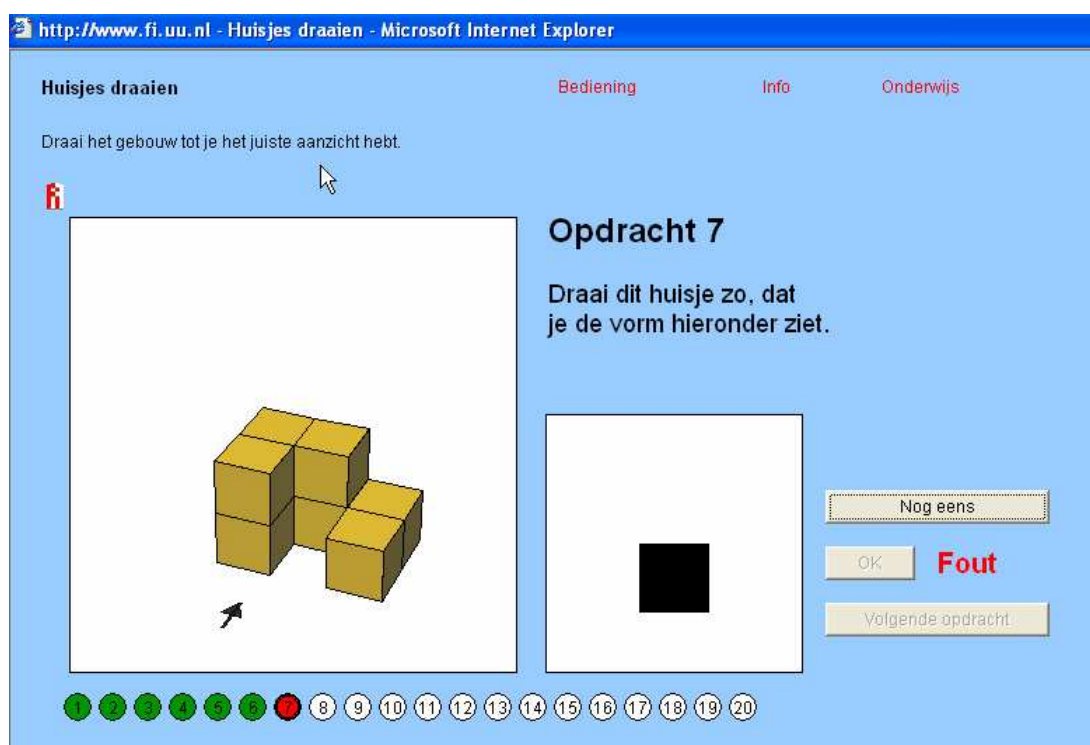 http://www.fi.uu.nl - Huisjes draaien - Microsoft Internet Explorer
Huisjes draaien
Bediening
Info
Onderwijs
Draai het gebouw tot je het juiste aanzicht hebt.
fi
Opdracht 7
Draai dit huisje zo, dat
je de vorm hieronder ziet.
Nog eens
OK
Fout
Volgende opdracht
1 2 3 4 5 6 7 8 9 10 11 12 13 14 15 16 17 18 19 20